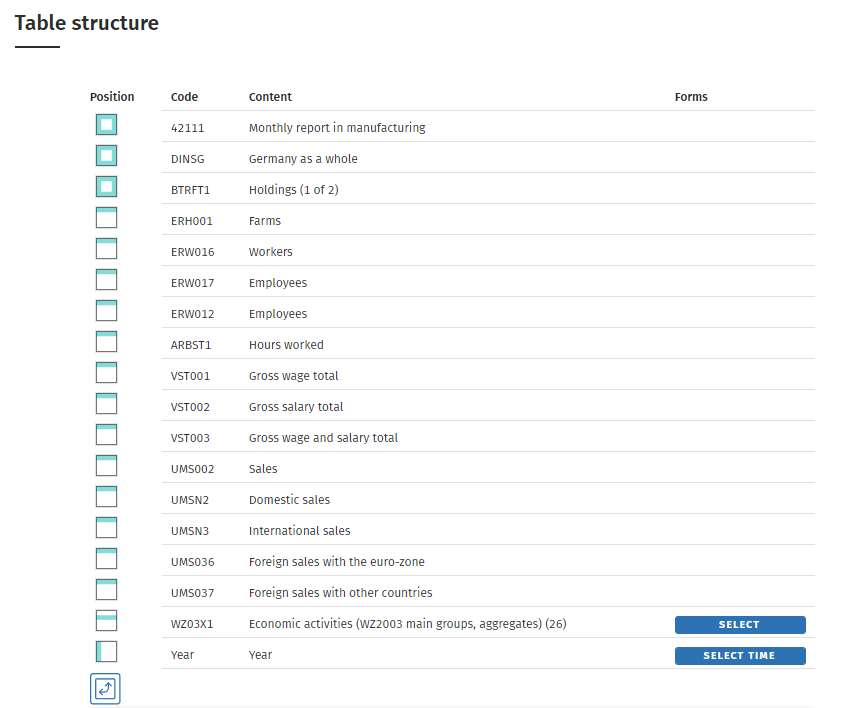 Table structure
Position Code Content Forms
42111 Monthly report in manufacturing
DINSG Germany as a whole
BTRFT1 Holdings (1 of 2)
ERH001 Farms
ERW016 Workers
ERW017 Employees
ERW012 Employees
ARBST1 Hours worked
VST001 Gross wage total
VST002 Gross salary total
VST003 Gross wage and salary total
UMS002 Sales
UMSN2 Domestic sales
UMSN3 International sales
UMS036 Foreign sales with the euro-zone
UMS037 Foreign sales with other countries
WZ03X1 Economic activities (WZ2003 main groups, aggregates) (26) SELECT
Year Year SELECT TIME